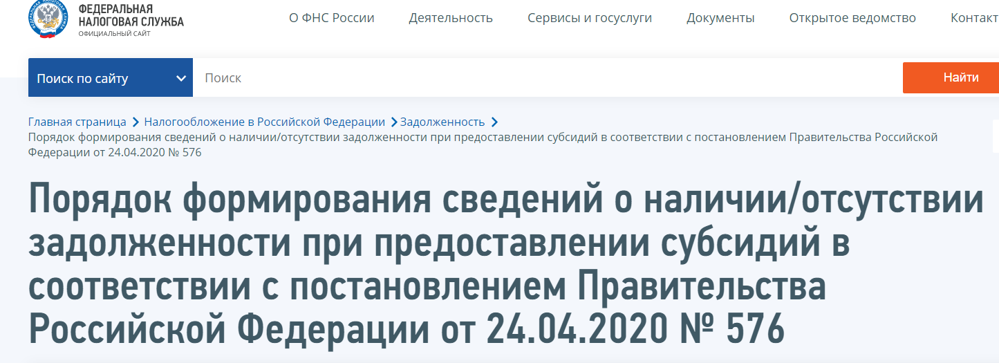 ФЕДЕРАЛЬНАЯ
НАЛОГОВАЯ СЛУЖБА
ОФИЦИАЛЬНЫЙ САЙТ
О ФНС России Деятельность Сервисы и госуслуги Документы Открытое ведомство Контакт
Поиск по сайту Поиск Найти
Главная страница Налогообложение в Российской Федерации Задолженность
Порядок формирования сведений о наличии/отсутствии задолженности при предоставлении субсидий в соответствии с постановлением Правительства Российской
Федерации от 24.04.2020 № 576
Порядок формирования сведений о наличии/отсутствии
задолженности при предоставлении субсидий в
соответствии с постановлением Правительства
Российской Федерации от 24.04.2020 № 576